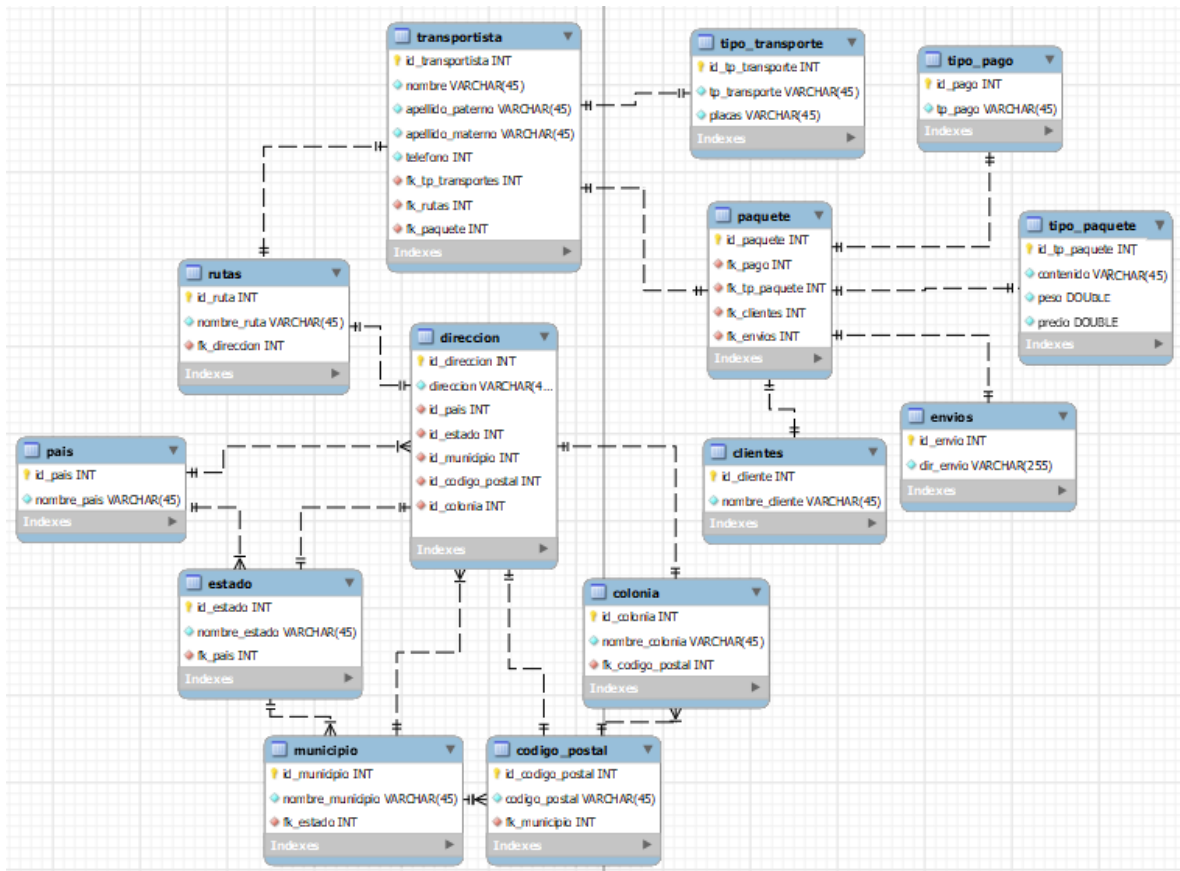 transportista
id_transportista INT
nombre VARCHAR(45)
apellido_paterno VARCHAR(45)
apellido_materno VARCHAR(45)
telefono INT
fk_tp_transportes INT
fk_rutas INT
fk_paquete INT
Indexes
tipo_transporte
id_tp_transporte INT
tp_transporte VARCHAR(45)
placas VARCHAR(45)
Indexes
tipo_pago
id_pago INT
tp_pago VARCHAR(45)
Indexes
paquete
id_paquete INT
fk_pago INT
fk_tp_paquete INT
fk_clientes INT
fk_envios INT
Indexes
tipo_paquete
id_tp_paquete INT
contenido VARCHAR(45)
peso DOUBLE
precio DOUBLE
Indexes
rutas
id_ruta INT
nombre_ruta VARCHAR(45)
fk_direccion INT
Indexes
direccion
id_direccion INT
direccion VARCHAR(4...
id_pais INT
id_estado INT
id_municipio INT
id_codigo_postal INT
id_colonia INT
Indexes
pais
id_pais INT
nombre_pais VARCHAR(45)
Indexes
clientes
id_cliente INT
nombre_cliente VARCHAR(45)
Indexes
envios
id_envio INT
dir_envio VARCHAR(255)
Indexes
estado
id_estado INT
nombre_estado VARCHAR(45)
fk_pais INT
Indexes
colonia
id_colonia INT
nombre_colonia VARCHAR(45)
fk_codigo_postal INT
Indexes
municipio
id_municipio INT
nombre_municipio VARCHAR(45)
fk_estado INT
Indexes
codigo_postal
id_codigo_postal INT
codigo_postal VARCHAR(45)
fk_municipio INT
Indexes